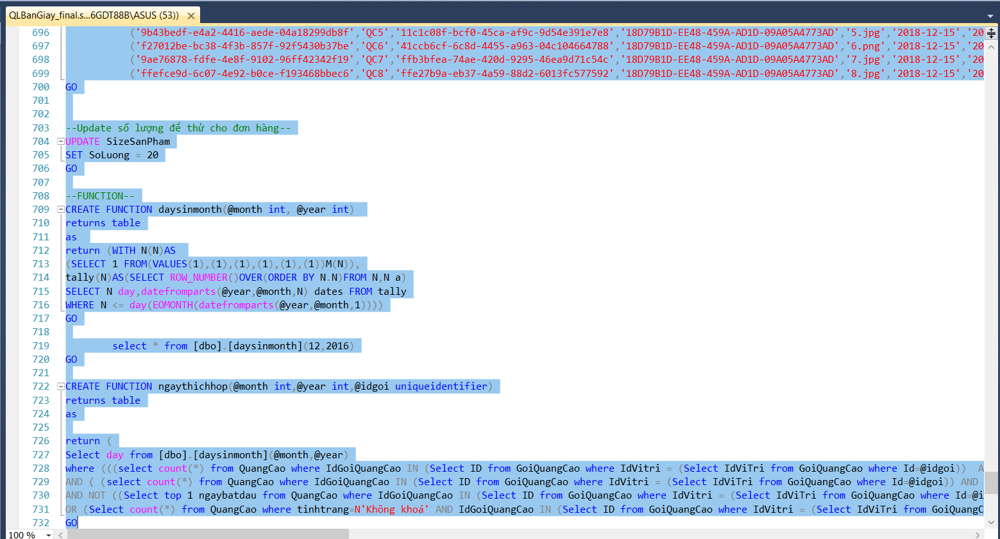 QLBanGiay_final.s...6GDT88B\ASUS (53))
696 ('9b43bedf-e4a2-4416-aede-04a18299db8f','QC5','11c1c08f-bcf0-45ca-af9c-9d54e391e7e8','18D79B1D-EE48-459A-AD1D-09A05A4773AD','5.jpg','2018-12-15','20
697 ('f27012be-bc38-4f3b-857f-92f5430b37be','QC6','41ccb6cf-6c8d-4455-a963-04c104664788','18D79B1D-EE48-459A-AD1D-09A05A4773AD','6.png','2018-12-15','20
698 ('9ae76878-fdfe-4e8f-9102-96ff42342f19','QC7','ffb3bfea-74ae-420d-9295-46ea9d71c54c','18D79B1D-EE48-459A-AD1D-09A05A4773AD','7.jpg','2018-12-15','20
699 ('ffefce9d-6c07-4e92-b0ce-f193468bbec6','QC8','ffe27b9a-eb37-4a59-88d2-6013fc577592','18D79B1D-EE48-459A-AD1D-09A05A4773AD','8.jpg','2018-12-15','20
700 GO
701
702
703 --Update số lượng để thử cho đơn hàng--
704 UPDATE SizeSanPham
705 SET SoLuong = 20
706 GO
707
708 --FUNCTION--
709 CREATE FUNCTION daysinmonth(@month int, @year int)
710 returns table
711 as
712 return (WITH N(N)AS
713 (SELECT 1 FROM(VALUES(1),(1),(1),(1),(1),(1))M(N)),
714 tally(N)AS(SELECT ROW_NUMBER()OVER(ORDER BY N.N)FROM N,N a)
715 SELECT N day,datefromparts(@year,@month,N) dates FROM tally
716 WHERE N <= day(EOMONTH(datefromparts(@year,@month,1))))
717 GO
718
719 select * from [dbo].[daysinmonth](12,2016)
720 GO
721
722 CREATE FUNCTION ngaythichhop(@month int,@year int,@idgoi uniqueidentifier)
723 returns table
724 as
725
726 return (
727 Select day from [dbo].[daysinmonth](@month,@year)
728 where (((select count(*) from QuangCao where IdGoiQuangCao IN (Select ID from GoiQuangCao where IdVitri = (Select IdViTri from GoiQuangCao where Id=@idgoi)) A
729 AND ( (select count(*) from QuangCao where IdGoiQuangCao IN (Select ID from GoiQuangCao where IdVitri = (Select IdViTri from GoiQuangCao where Id=@idgoi)) AND
730 AND NOT ((Select top 1 ngaybatdau from QuangCao where IdGoiQuangCao IN (Select ID from GoiQuangCao where IdVitri = (Select IdViTri from GoiQuangCao where Id=@i
731 OR (Select count(*) from QuangCao where tinhtrang=N'Không khoá' AND IdGoiQuangCao IN (Select ID from GoiQuangCao where IdVitri = (Select IdViTri from GoiQuangC
732 GO
100 %